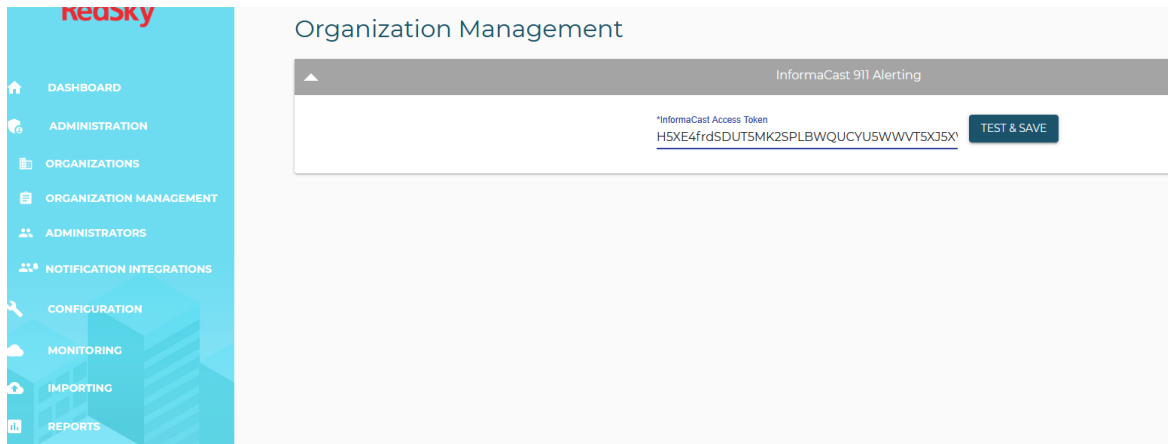 RedSky
Organization Management
InformaCast 911 Alerting
*InformaCast Access Token
H5XE4frdSDUT5MK2SPLBWQUCYU5WWVT5XJ5X
TEST & SAVE
DASHBOARD
ADMINISTRATION
ORGANIZATIONS
ORGANIZATION MANAGEMENT
ADMINISTRATORS
NOTIFICATION INTEGRATIONS
CONFIGURATION
MONITORING
IMPORTING
REPORTS